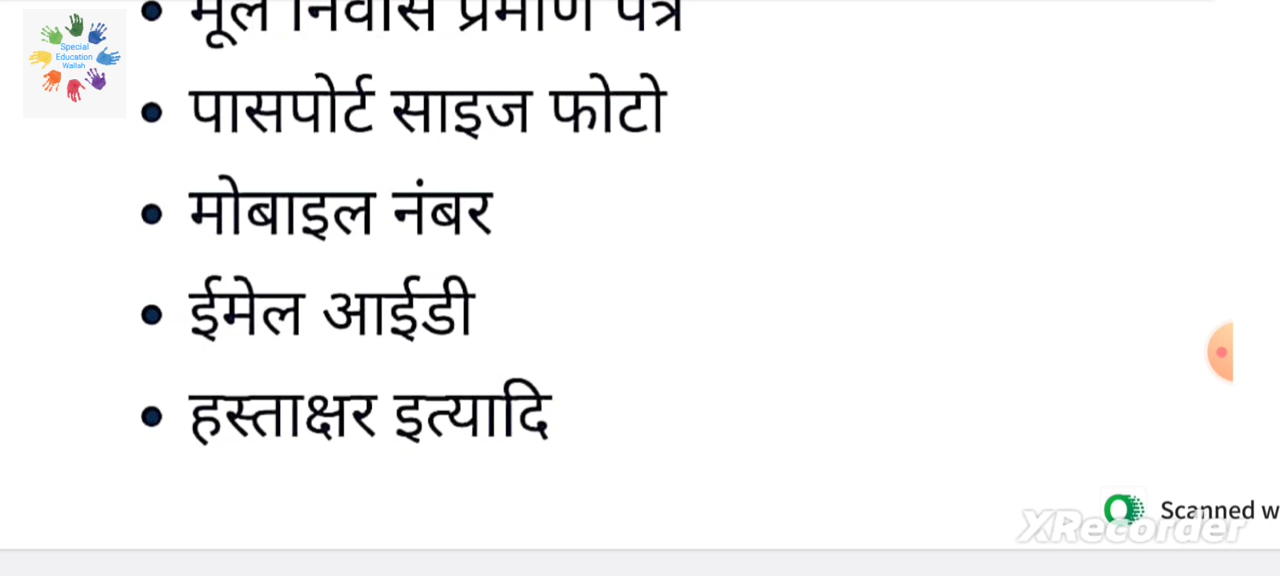 मूल निवास प्रमाण पत्र
Special
Education
Wallah
• पासपोर्ट साइज फोटो
• मोबाइल नंबर
• ईमेल आईडी
• हस्ताक्षर इत्यादि
Scanned w
XRecorder